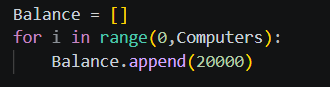 Balance = []
for i in range(0,Computers):
    Balance.append(20000)